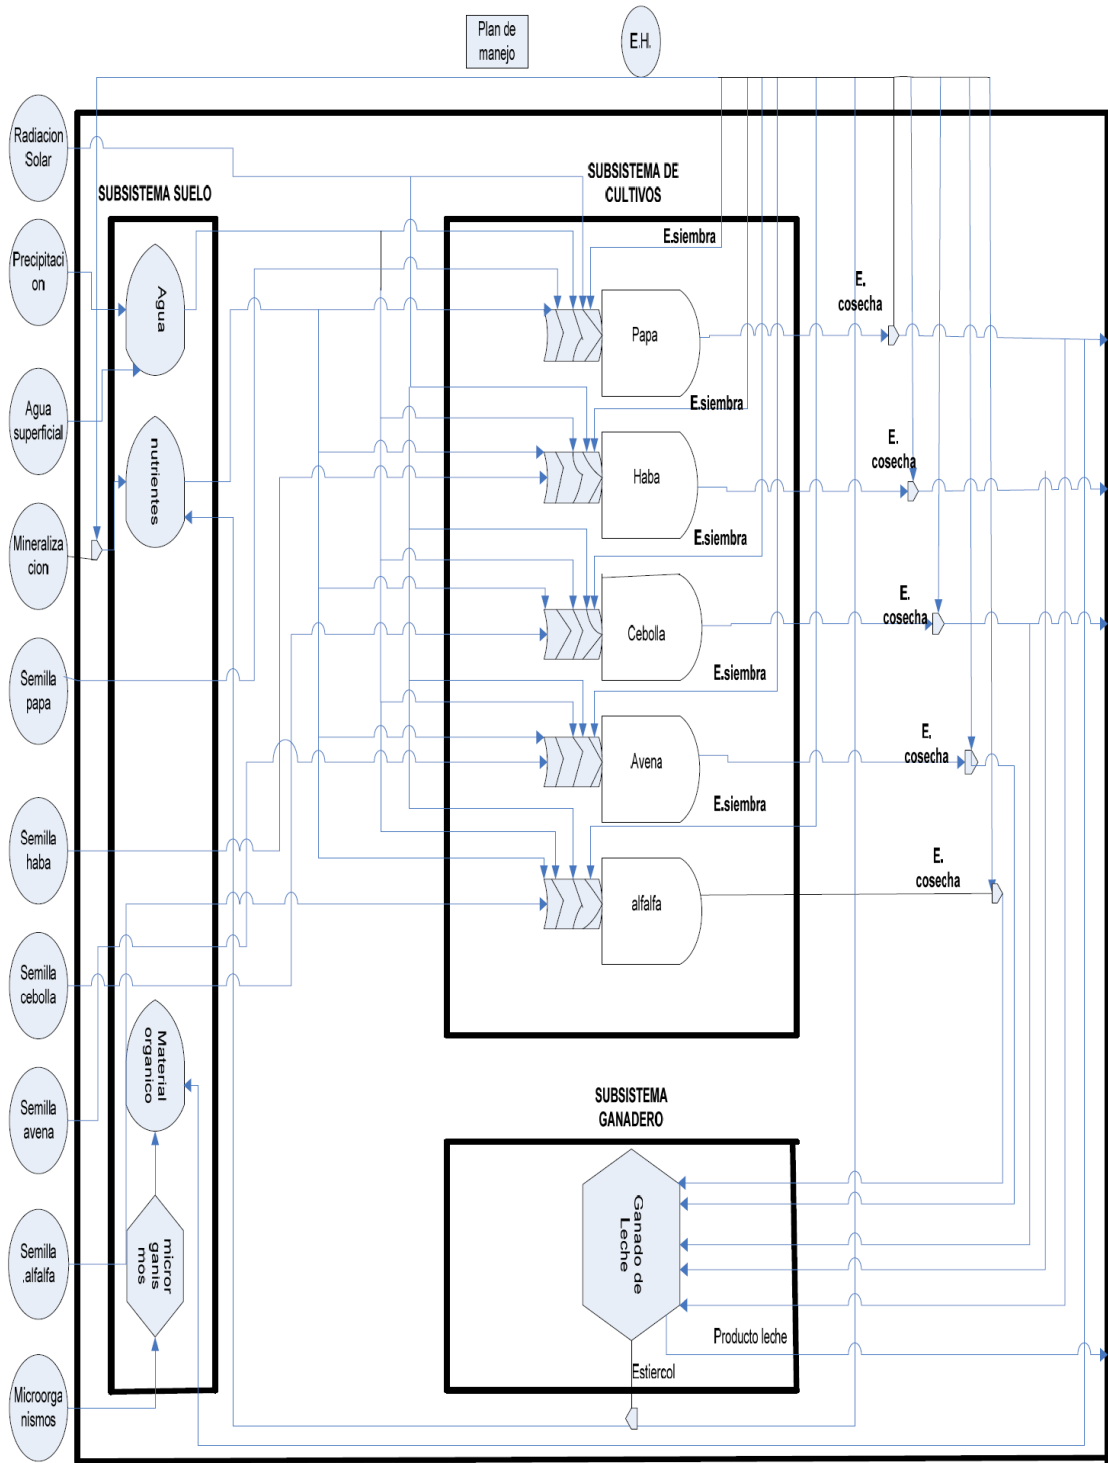 Plan de
manejo
E.H.
Radiacion
Solar
Precipitaci
on
Agua
superficial
Mineraliza
cion
Semilla
papa
Semilla
haba
Semilla
cebolla
Semilla
avena
Semilla
.alfalfa
Microorga
nismos
SUBSISTEMA SUELO
Agua
nutrientes
Material
organico
micror
ganis
mos
SUBSISTEMA DE
CULTIVOS
E.siembra
Papa
E.
cosecha
E.siembra
Haba
E.
cosecha
E.siembra
Cebolla
E.
cosecha
E.siembra
Avena
E.
cosecha
E.siembra
alfalfa
E.
cosecha
SUBSISTEMA
GANADERO
Ganado de
Leche
Producto leche
Estiercol